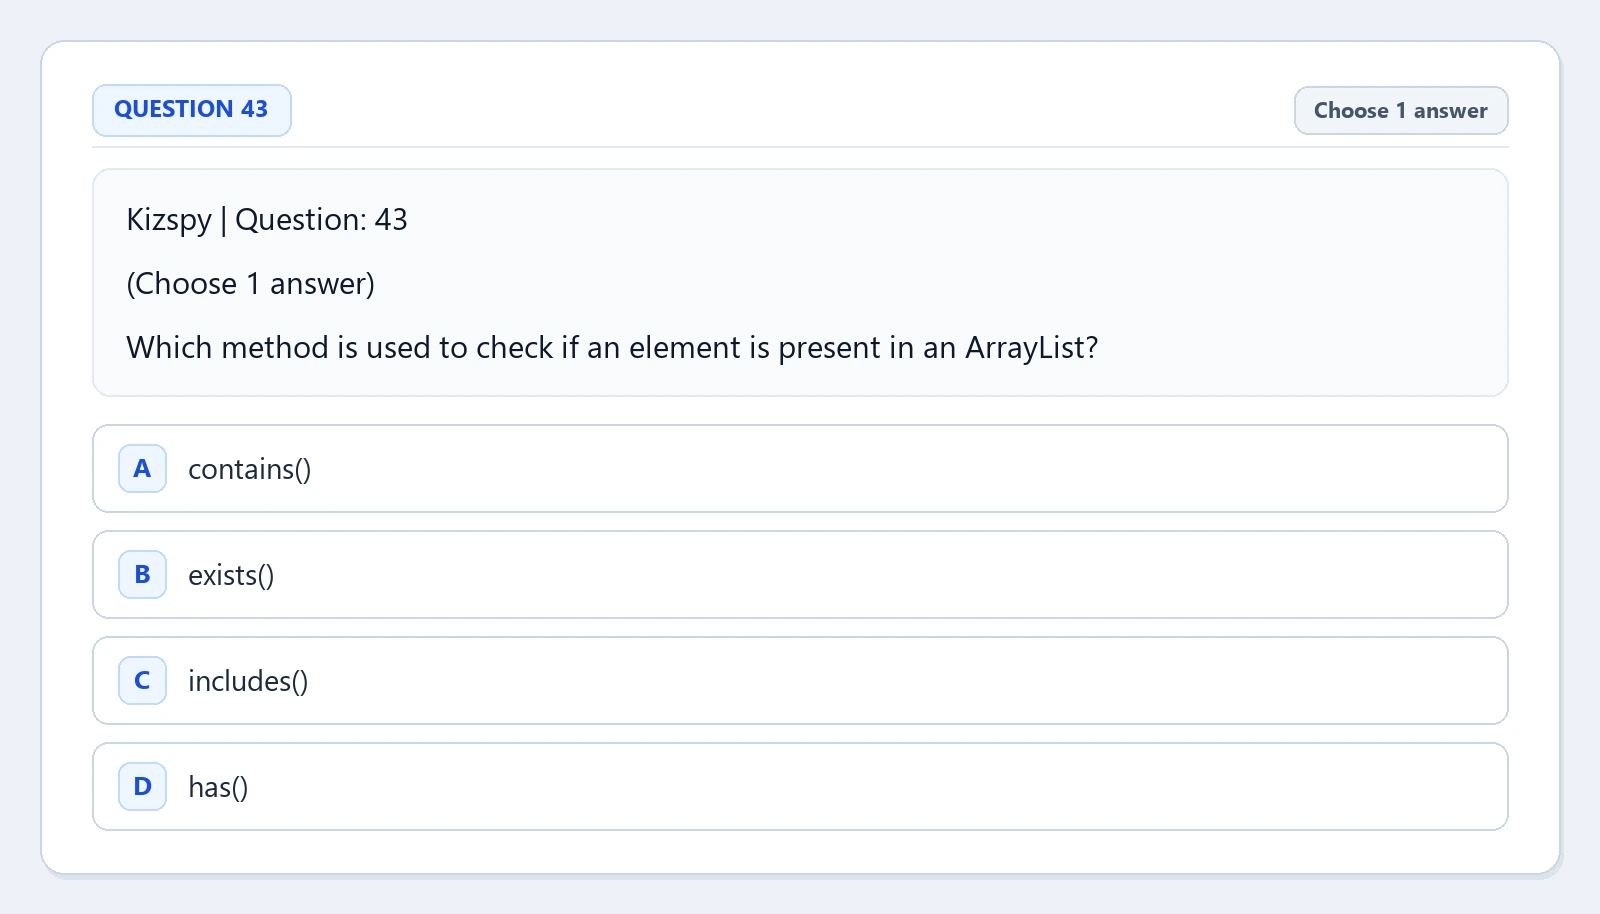 QUESTION 43
Choose 1 answer
Kizspy | Question: 43
(Choose 1 answer)
Which method is used to check if an element is present in an ArrayList?
A contains()
B exists()
C includes()
D has()